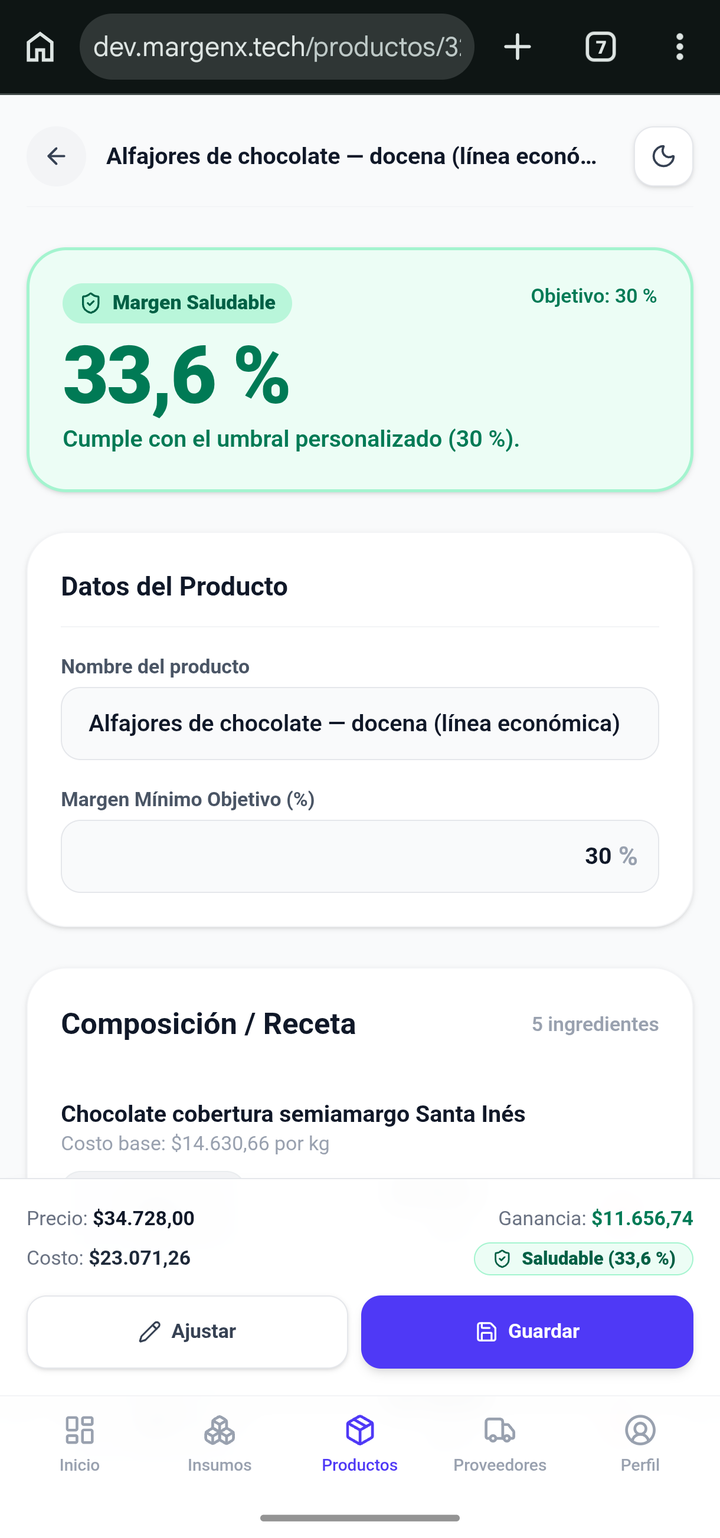 dev.margenx.tech/productos/3
7
Alfajores de chocolate — docena (línea econó...
Margen Saludable
Objetivo: 30 %
33,6 %
Cumple con el umbral personalizado (30 %).
Datos del Producto
Nombre del producto
Alfajores de chocolate — docena (línea económica)
Margen Mínimo Objetivo (%)
30 %
Composición / Receta
5 ingredientes
Chocolate cobertura semiamargo Santa Inés
Costo base: $14.630,66 por kg
Precio: $34.728,00
Ganancia: $11.656,74
Costo: $23.071,26
Saludable (33,6 %)
Ajustar
Guardar
Inicio
Insumos
Productos
Proveedores
Perfil